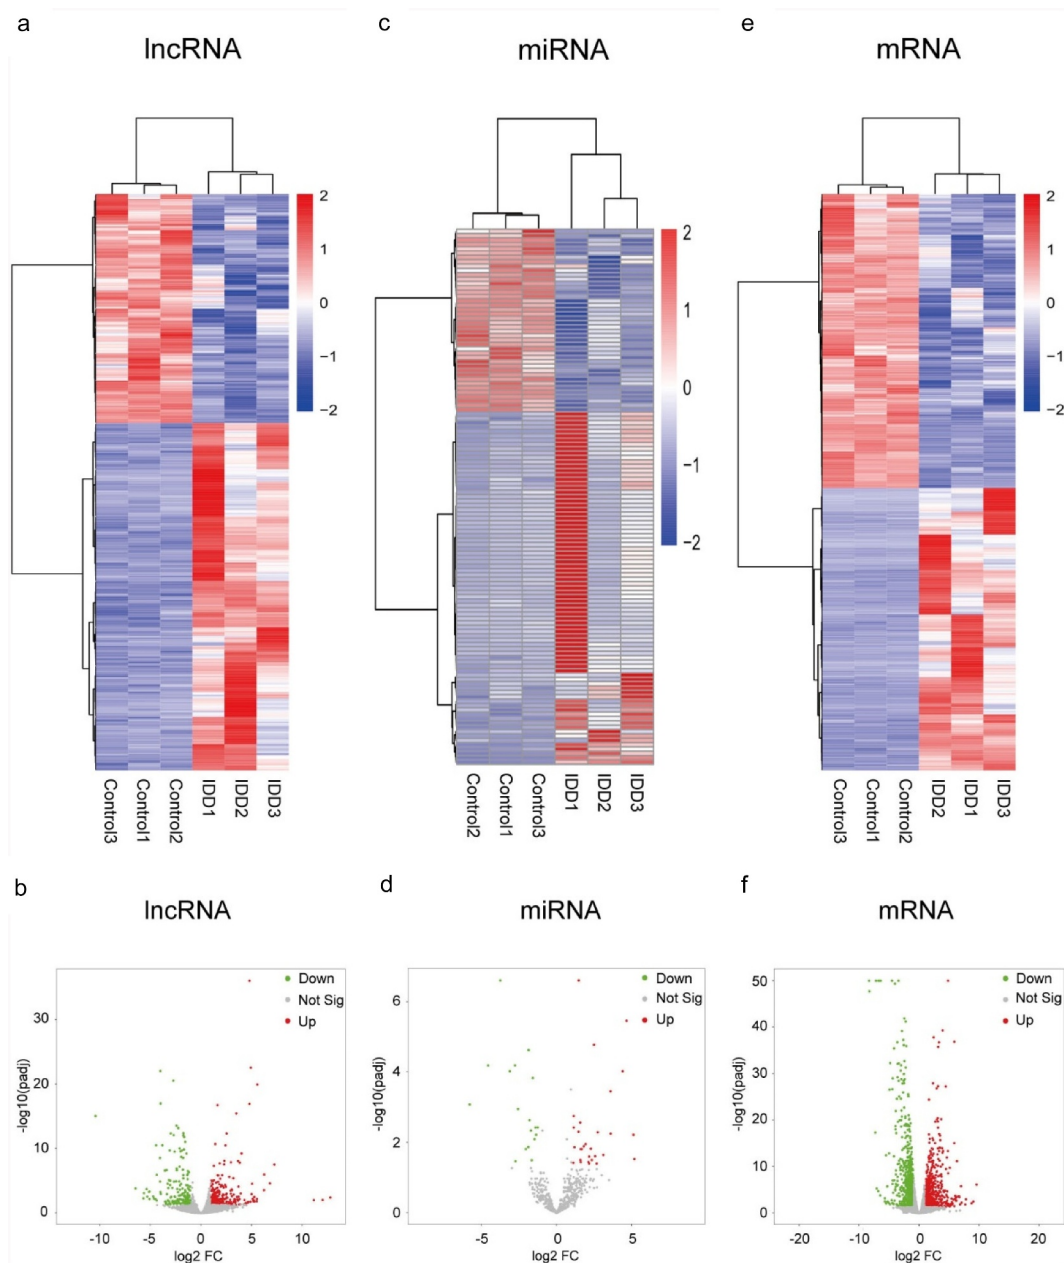 a
lncRNA
2
1
0
−1
−2
Control3
Control1
Control2
IDD1
IDD2
IDD3
c
miRNA
2
1
0
−1
−2
Control2
Control1
Control3
IDD1
IDD2
IDD3
e
mRNA
2
1
0
−1
−2
Control3
Control1
Control2
IDD2
IDD1
IDD3
b
lncRNA
Down
Not Sig
Up
-log10(padj)
30
20
10
0
-10
-5
0
5
10
log2 FC
d
miRNA
Down
Not Sig
Up
-log10(padj)
6
4
2
0
-5
0
5
log2 FC
f
mRNA
Down
Not Sig
Up
-log10(padj)
50
40
30
20
10
0
-20
-10
0
10
20
log2 FC